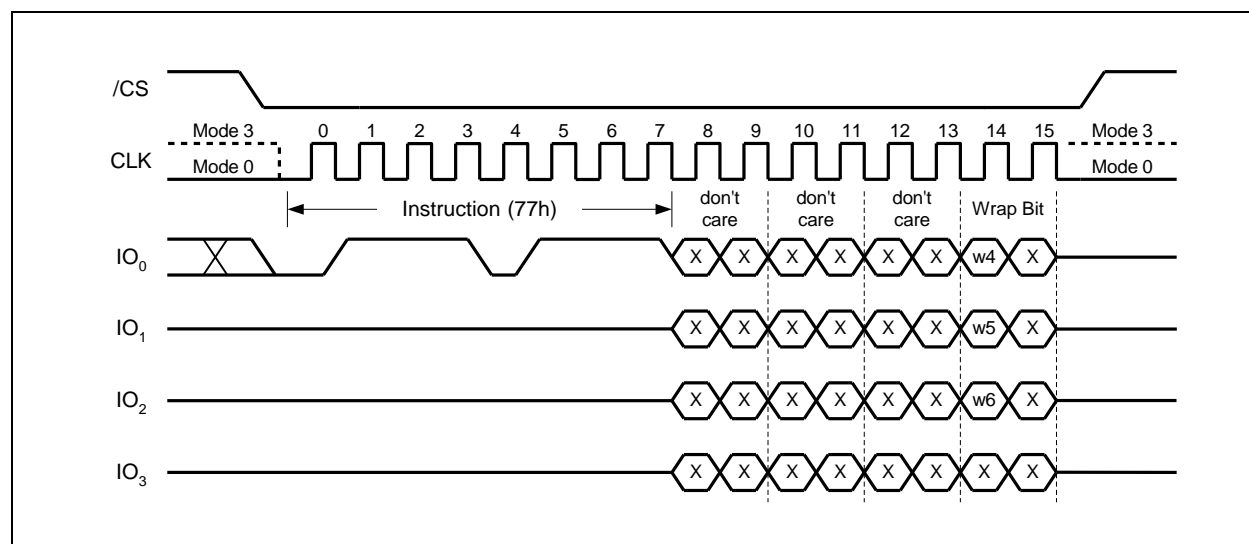 /CS
Mode 3 0 1 2 3 4 5 6 7 8 9 10 11 12 13 14 15 Mode 3
CLK
Mode 0 Mode 0
Instruction (77h) don't care don't care don't care Wrap Bit
IO0 X X X X X X w4 X
IO1 X X X X X X w5 X
IO2 X X X X X X w6 X
IO3 X X X X X X X X